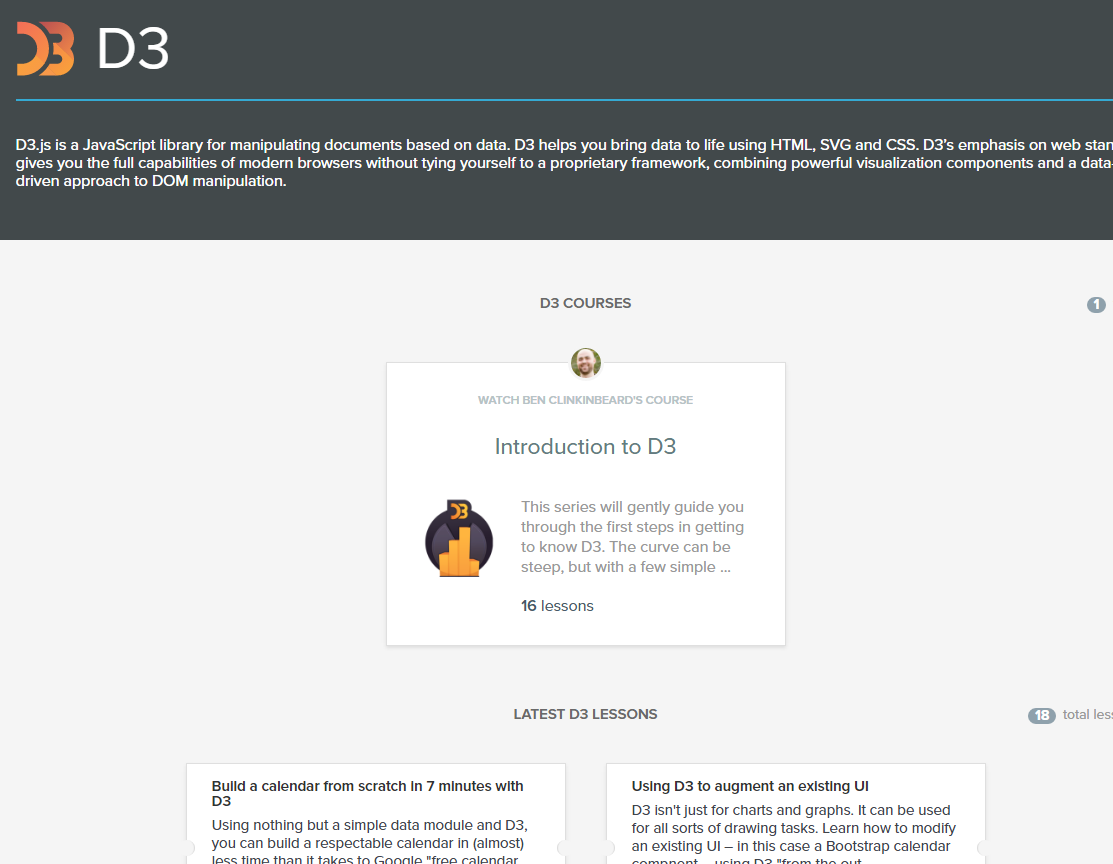 D3
D3.js is a JavaScript library for manipulating documents based on data. D3 helps you bring data to life using HTML, SVG and CSS. D3's emphasis on web stan
gives you the full capabilities of modern browsers without tying yourself to a proprietary framework, combining powerful visualization components and a data-
driven approach to DOM manipulation.
D3 COURSES
1
WATCH BEN CLINKINBEARD'S COURSE
Introduction to D3
This series will gently guide you
through the first steps in getting
to know D3. The curve can be
steep, but with a few simple ...
16 lessons
LATEST D3 LESSONS
18 total less
Build a calendar from scratch in 7 minutes with
D3
Using nothing but a simple data module and D3,
you can build a respectable calendar in (almost)
less time than it takes to Google "free calendar
Using D3 to augment an existing UI
D3 isn't just for charts and graphs. It can be used
for all sorts of drawing tasks. Learn how to modify
an existing UI – in this case a Bootstrap calendar
component – using D3 "from the out